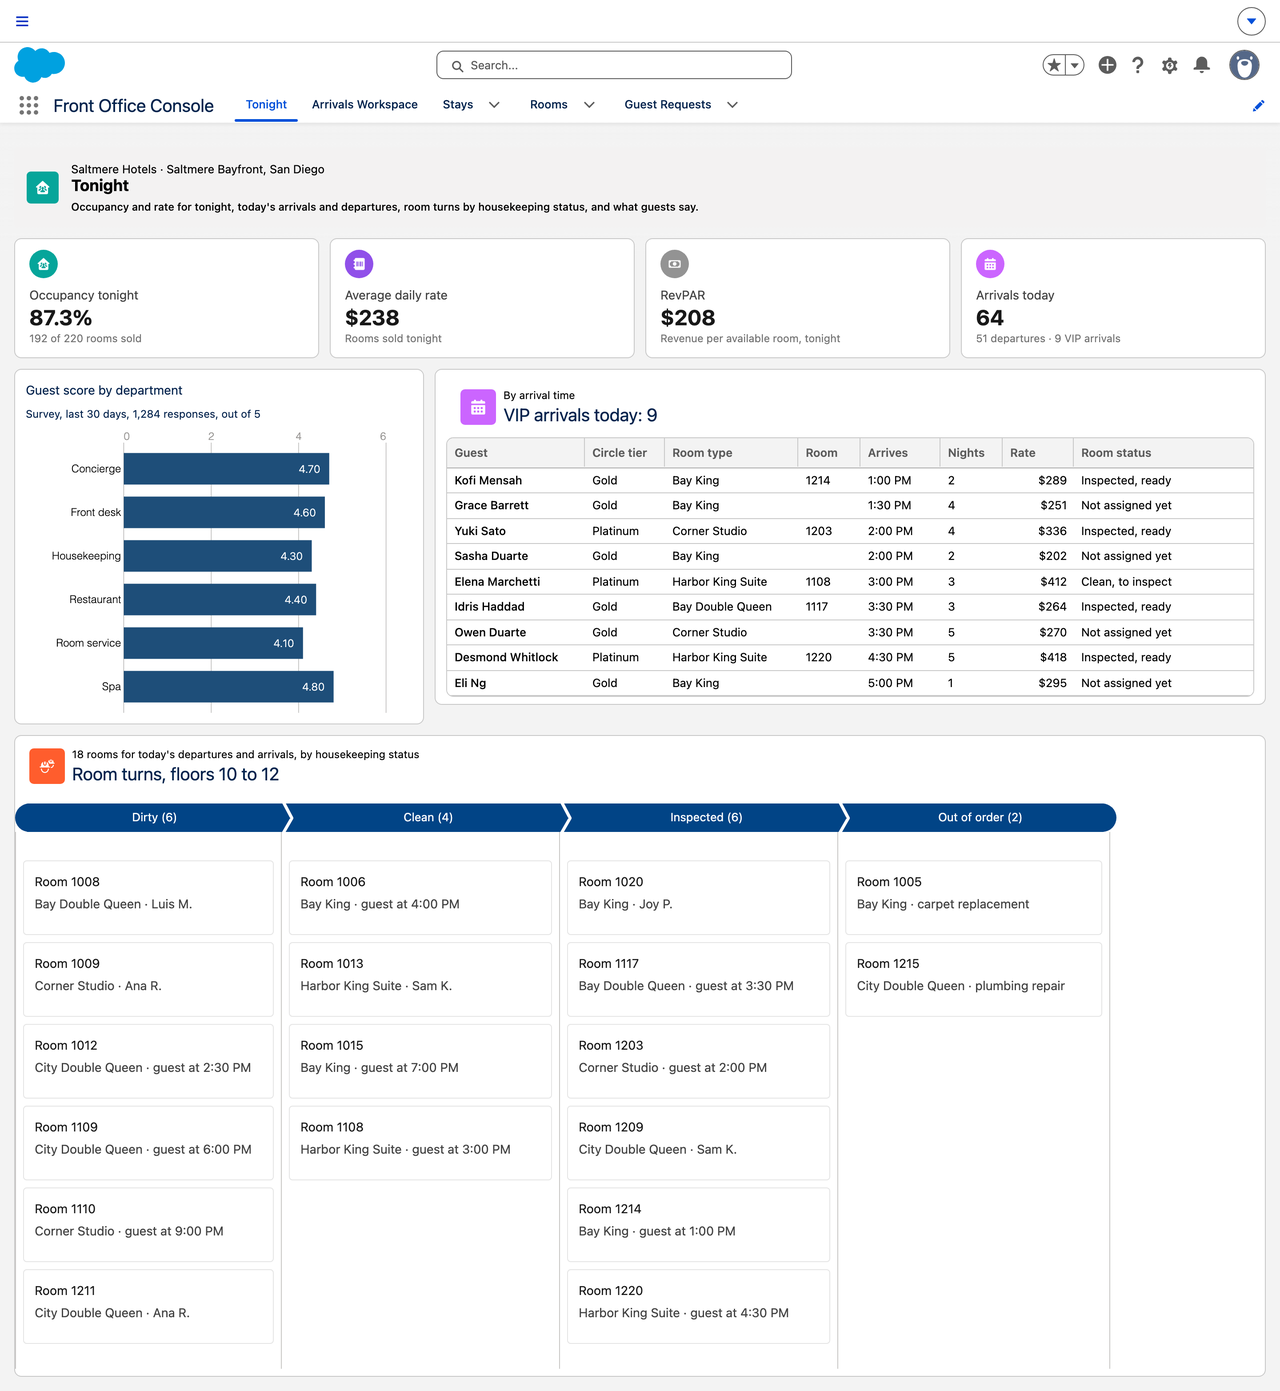 Search...
Front Office Console
Tonight
Arrivals Workspace
Stays
Rooms
Guest Requests
Saltmere Hotels · Saltmere Bayfront, San Diego
Tonight
Occupancy and rate for tonight, today's arrivals and departures, room turns by housekeeping status, and what guests say.
Occupancy tonight
87.3%
192 of 220 rooms sold
Average daily rate
$238
Rooms sold tonight
RevPAR
$208
Revenue per available room, tonight
Arrivals today
64
51 departures · 9 VIP arrivals
Guest score by department
Survey, last 30 days, 1,284 responses, out of 5
0 2 4 6
Concierge 4.70
Front desk 4.60
Housekeeping 4.30
Restaurant 4.40
Room service 4.10
Spa 4.80
By arrival time
VIP arrivals today: 9
Guest Circle tier Room type Room Arrives Nights Rate Room status
Kofi Mensah Gold Bay King 1214 1:00 PM 2 $289 Inspected, ready
Grace Barrett Gold Bay King 1:30 PM 4 $251 Not assigned yet
Yuki Sato Platinum Corner Studio 1203 2:00 PM 4 $336 Inspected, ready
Sasha Duarte Gold Bay King 2:00 PM 2 $202 Not assigned yet
Elena Marchetti Platinum Harbor King Suite 1108 3:00 PM 3 $412 Clean, to inspect
Idris Haddad Gold Bay Double Queen 1117 3:30 PM 3 $264 Inspected, ready
Owen Duarte Gold Corner Studio 3:30 PM 5 $270 Not assigned yet
Desmond Whitlock Platinum Harbor King Suite 1220 4:30 PM 5 $418 Inspected, ready
Eli Ng Gold Bay King 5:00 PM 1 $295 Not assigned yet
18 rooms for today's departures and arrivals, by housekeeping status
Room turns, floors 10 to 12
Dirty (6)
Room 1008
Bay Double Queen · Luis M.
Room 1009
Corner Studio · Ana R.
Room 1012
City Double Queen · guest at 2:30 PM
Room 1109
City Double Queen · guest at 6:00 PM
Room 1110
Corner Studio · guest at 9:00 PM
Room 1211
City Double Queen · Ana R.
Clean (4)
Room 1006
Bay King · guest at 4:00 PM
Room 1013
Harbor King Suite · Sam K.
Room 1015
Bay King · guest at 7:00 PM
Room 1108
Harbor King Suite · guest at 3:00 PM
Inspected (6)
Room 1020
Bay King · Joy P.
Room 1117
Bay Double Queen · guest at 3:30 PM
Room 1203
Corner Studio · guest at 2:00 PM
Room 1209
City Double Queen · Sam K.
Room 1214
Bay King · guest at 1:00 PM
Room 1220
Harbor King Suite · guest at 4:30 PM
Out of order (2)
Room 1005
Bay King · carpet replacement
Room 1215
City Double Queen · plumbing repair